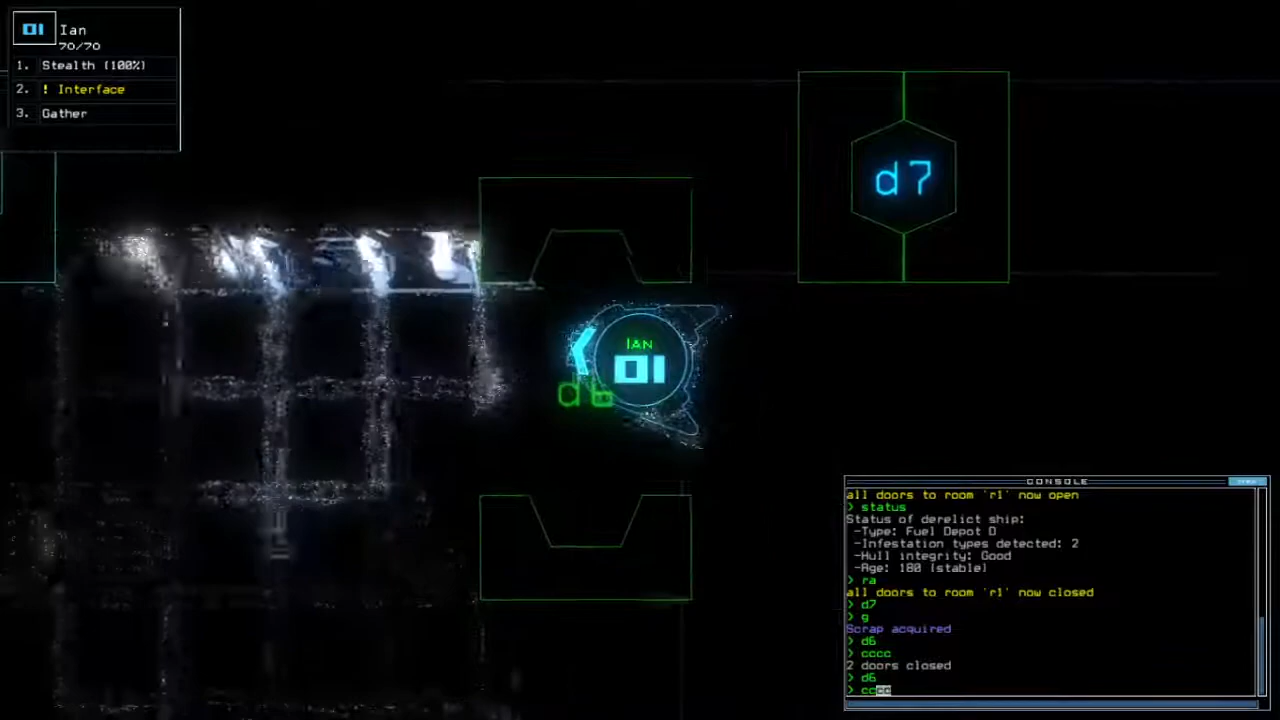 01 Ian
70/70
1. Stealth (100%)
2. ! Interface
3. Gather
d7
IAN
01
d6
CONSOLE
all doors to room 'r1' now open
> status
Status of derelict ship:
-Type: Fuel Depot D
-Infestation types detected: 2
-Hull integrity: Good
-Age: 180 (stable)
> ra
all doors to room 'r1' now closed
> d7
> g
Scrap acquired
> d6
> cccc
2 doors closed
> d6
> cccc